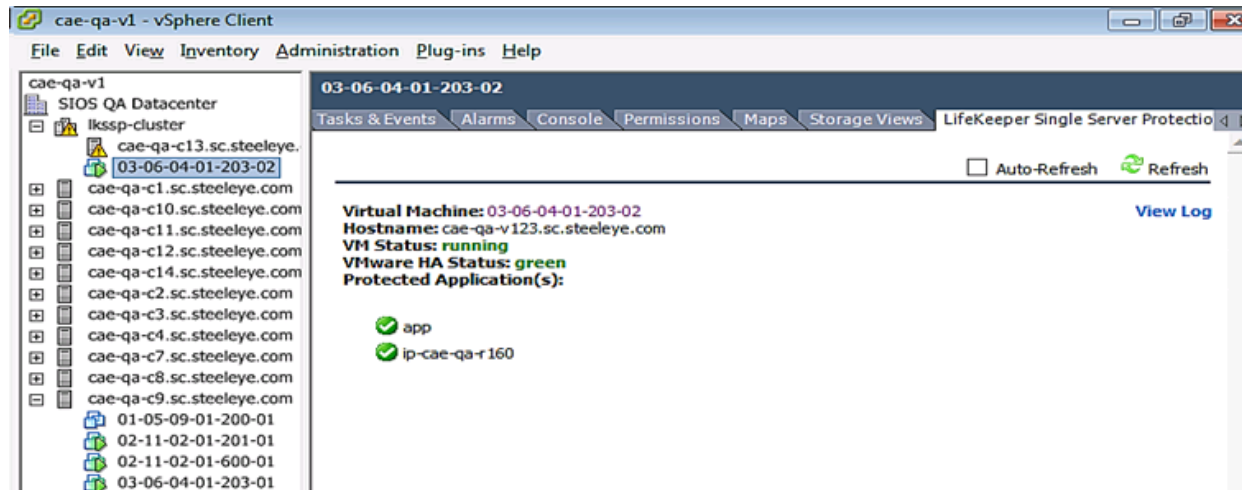 cae-qa-v1 - vSphere Client
File Edit View Inventory Administration Plug-ins Help
cae-qa-v1
SIOS QA Datacenter
lkssp-cluster
cae-qa-c13.sc.steeleye.
03-06-04-01-203-02
cae-qa-c1.sc.steeleye.com
cae-qa-c10.sc.steeleye.com
cae-qa-c11.sc.steeleye.com
cae-qa-c12.sc.steeleye.com
cae-qa-c14.sc.steeleye.com
cae-qa-c2.sc.steeleye.com
cae-qa-c3.sc.steeleye.com
cae-qa-c4.sc.steeleye.com
cae-qa-c7.sc.steeleye.com
cae-qa-c8.sc.steeleye.com
cae-qa-c9.sc.steeleye.com
01-05-09-01-200-01
02-11-02-01-201-01
02-11-02-01-600-01
03-06-04-01-203-01
03-06-04-01-203-02
Tasks & Events Alarms Console Permissions Maps Storage Views LifeKeeper Single Server Protectio
Auto-Refresh Refresh
Virtual Machine: 03-06-04-01-203-02 View Log
Hostname: cae-qa-v123.sc.steeleye.com
VM Status: running
VMware HA Status: green
Protected Application(s):
app
ip-cae-qa-r160